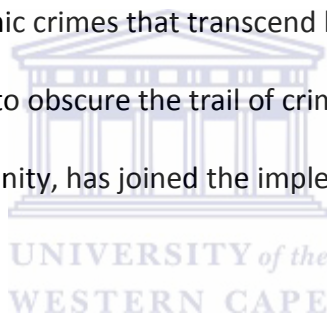 nic crimes that transcend
to obscure the trail of crim
nity, has joined the imple
UNIVERSITY of the
WESTERN CAPE